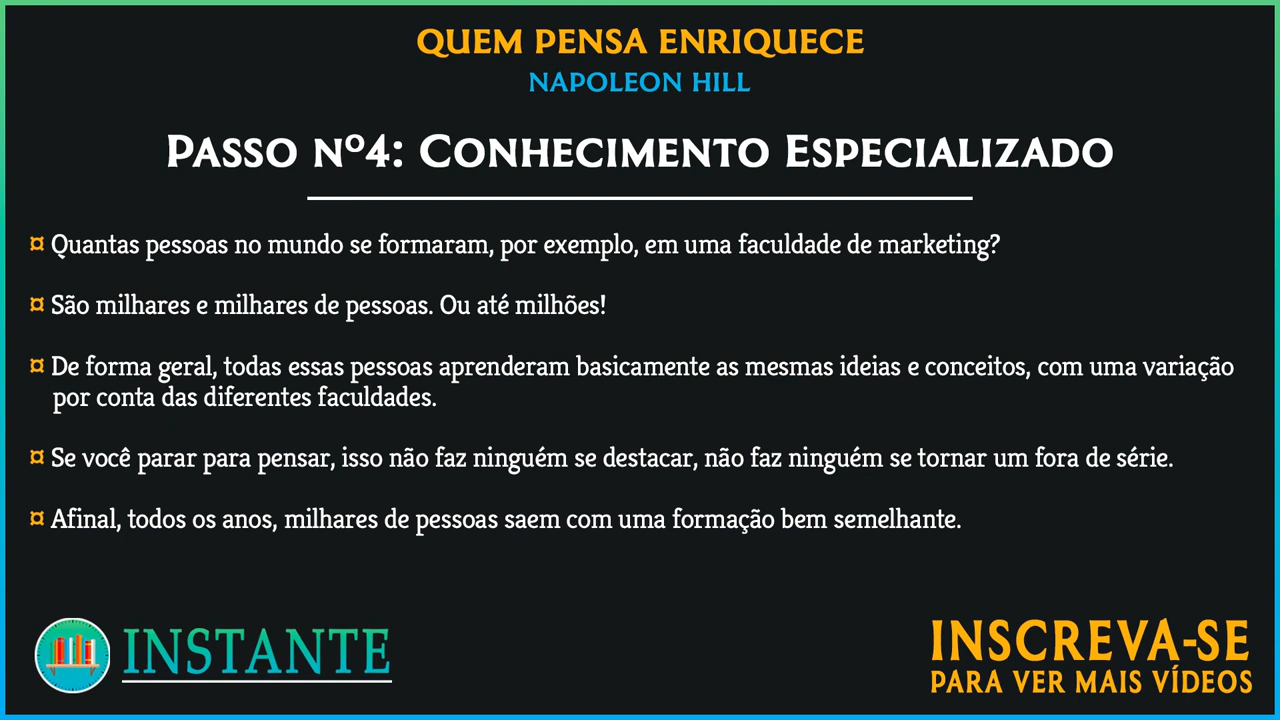 QUEM PENSA ENRIQUECE
NAPOLEON HILL
Passo nº4: Conhecimento Especializado
¤ Quantas pessoas no mundo se formaram, por exemplo, em uma faculdade de marketing?
¤ São milhares e milhares de pessoas. Ou até milhões!
¤ De forma geral, todas essas pessoas aprenderam basicamente as mesmas ideias e conceitos, com uma variação
por conta das diferentes faculdades.
¤ Se você parar para pensar, isso não faz ninguém se destacar, não faz ninguém se tornar um fora de série.
¤ Afinal, todos os anos, milhares de pessoas saem com uma formação bem semelhante.
INSTANTE
INSCREVA-SE
PARA VER MAIS VÍDEOS